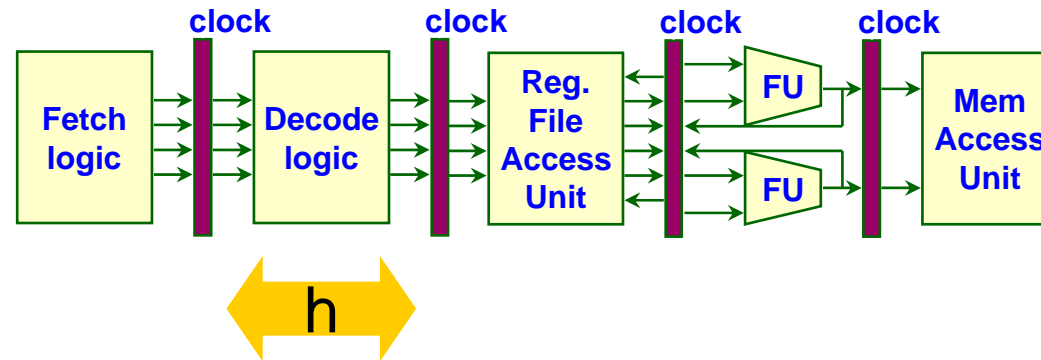 clock
clock
clock
clock
Fetch
logic
Decode
logic
Reg.
File
Access
Unit
FU
FU
Mem
Access
Unit
h